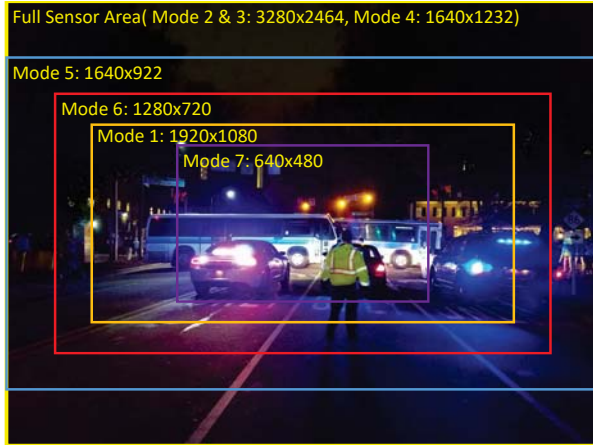 Full Sensor Area( Mode 2 & 3: 3280x2464, Mode 4: 1640x1232)
Mode 5: 1640x922
Mode 6: 1280x720
Mode 1: 1920x1080
Mode 7: 640x480